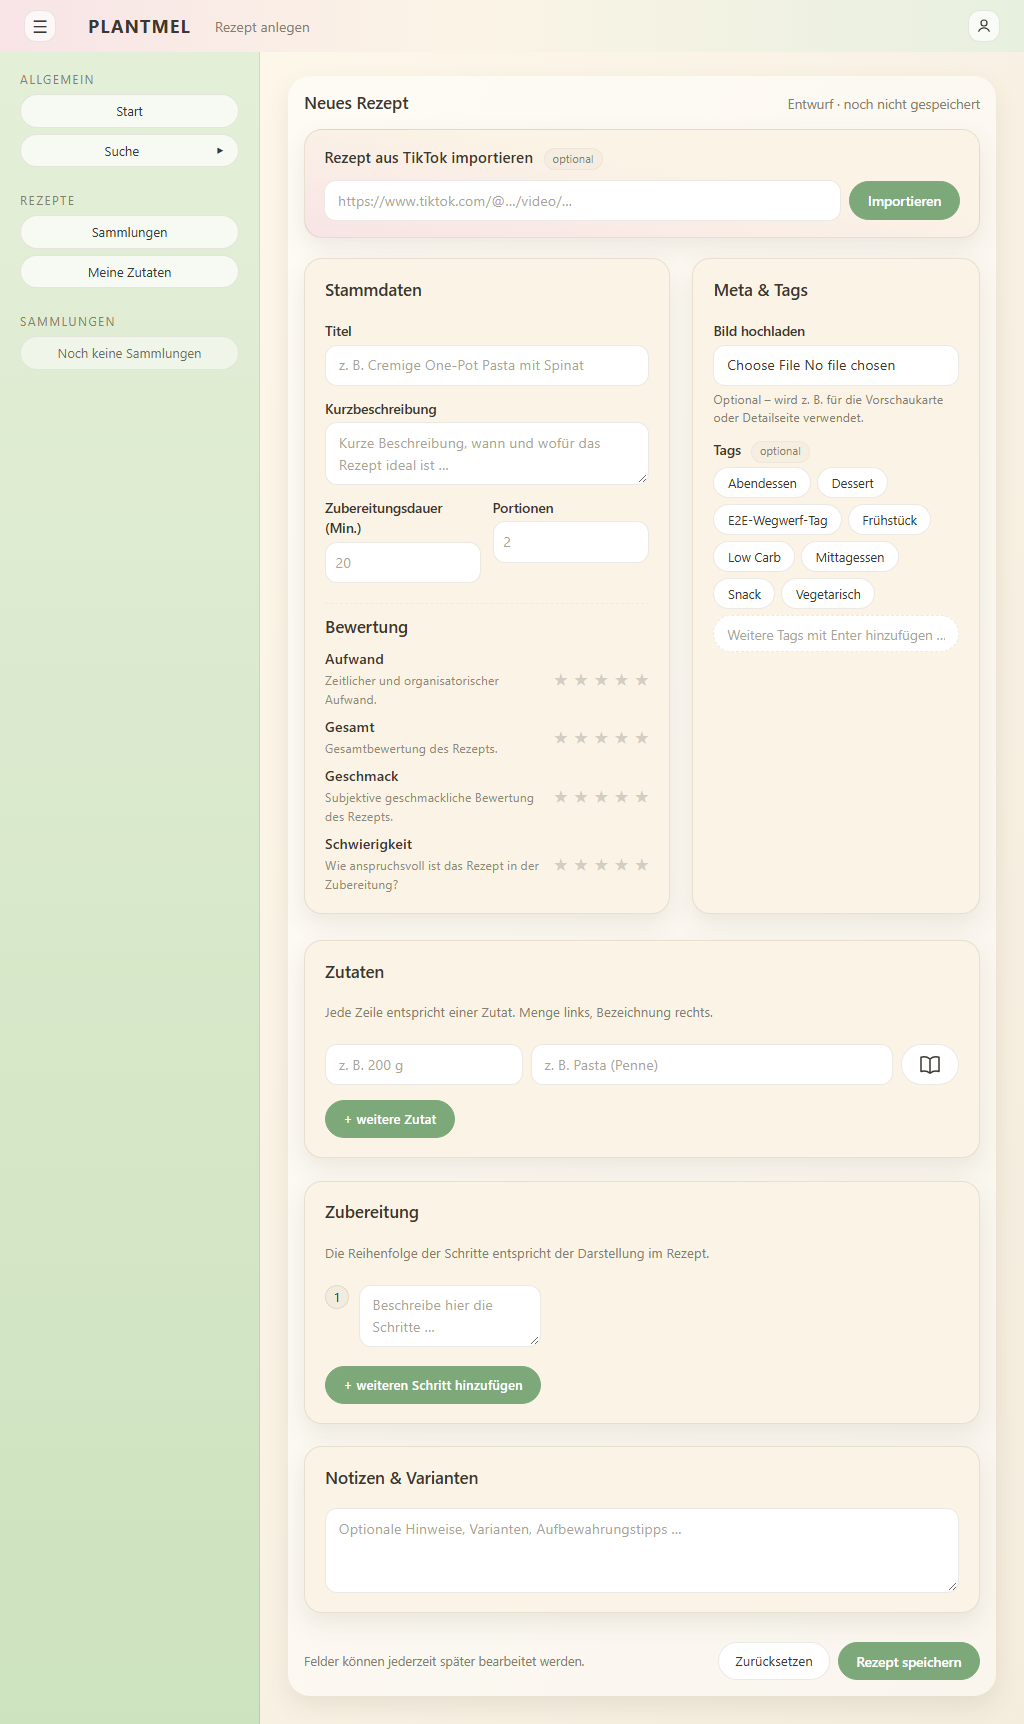 ☰ PLANTMEL Rezept anlegen
ALLGEMEIN
Start
Suche ▸
REZEPTE
Sammlungen
Meine Zutaten
SAMMLUNGEN
Noch keine Sammlungen
Neues Rezept Entwurf · noch nicht gespeichert
Rezept aus TikTok importieren optional
https://www.tiktok.com/@.../video/... Importieren
Stammdaten
Titel
z. B. Cremige One-Pot Pasta mit Spinat
Kurzbeschreibung
Kurze Beschreibung, wann und wofür das
Rezept ideal ist ...
Zubereitungsdauer
(Min.)
20
Portionen
2
Bewertung
Aufwand
Zeitlicher und organisatorischer
Aufwand.
★ ★ ★ ★ ★
Gesamt
Gesamtbewertung des Rezepts.
★ ★ ★ ★ ★
Geschmack
Subjektive geschmackliche Bewertung
des Rezepts.
★ ★ ★ ★ ★
Schwierigkeit
Wie anspruchsvoll ist das Rezept in der
Zubereitung?
★ ★ ★ ★ ★
Meta & Tags
Bild hochladen
Choose File No file chosen
Optional – wird z. B. für die Vorschaukarte
oder Detailseite verwendet.
Tags optional
Abendessen Dessert
E2E-Wegwerf-Tag Frühstück
Low Carb Mittagessen
Snack Vegetarisch
Weitere Tags mit Enter hinzufügen ...
Zutaten
Jede Zeile entspricht einer Zutat. Menge links, Bezeichnung rechts.
z. B. 200 g z. B. Pasta (Penne)
+ weitere Zutat
Zubereitung
Die Reihenfolge der Schritte entspricht der Darstellung im Rezept.
1 Beschreibe hier die
Schritte ...
+ weiteren Schritt hinzufügen
Notizen & Varianten
Optionale Hinweise, Varianten, Aufbewahrungstipps ...
Felder können jederzeit später bearbeitet werden. Zurücksetzen Rezept speichern